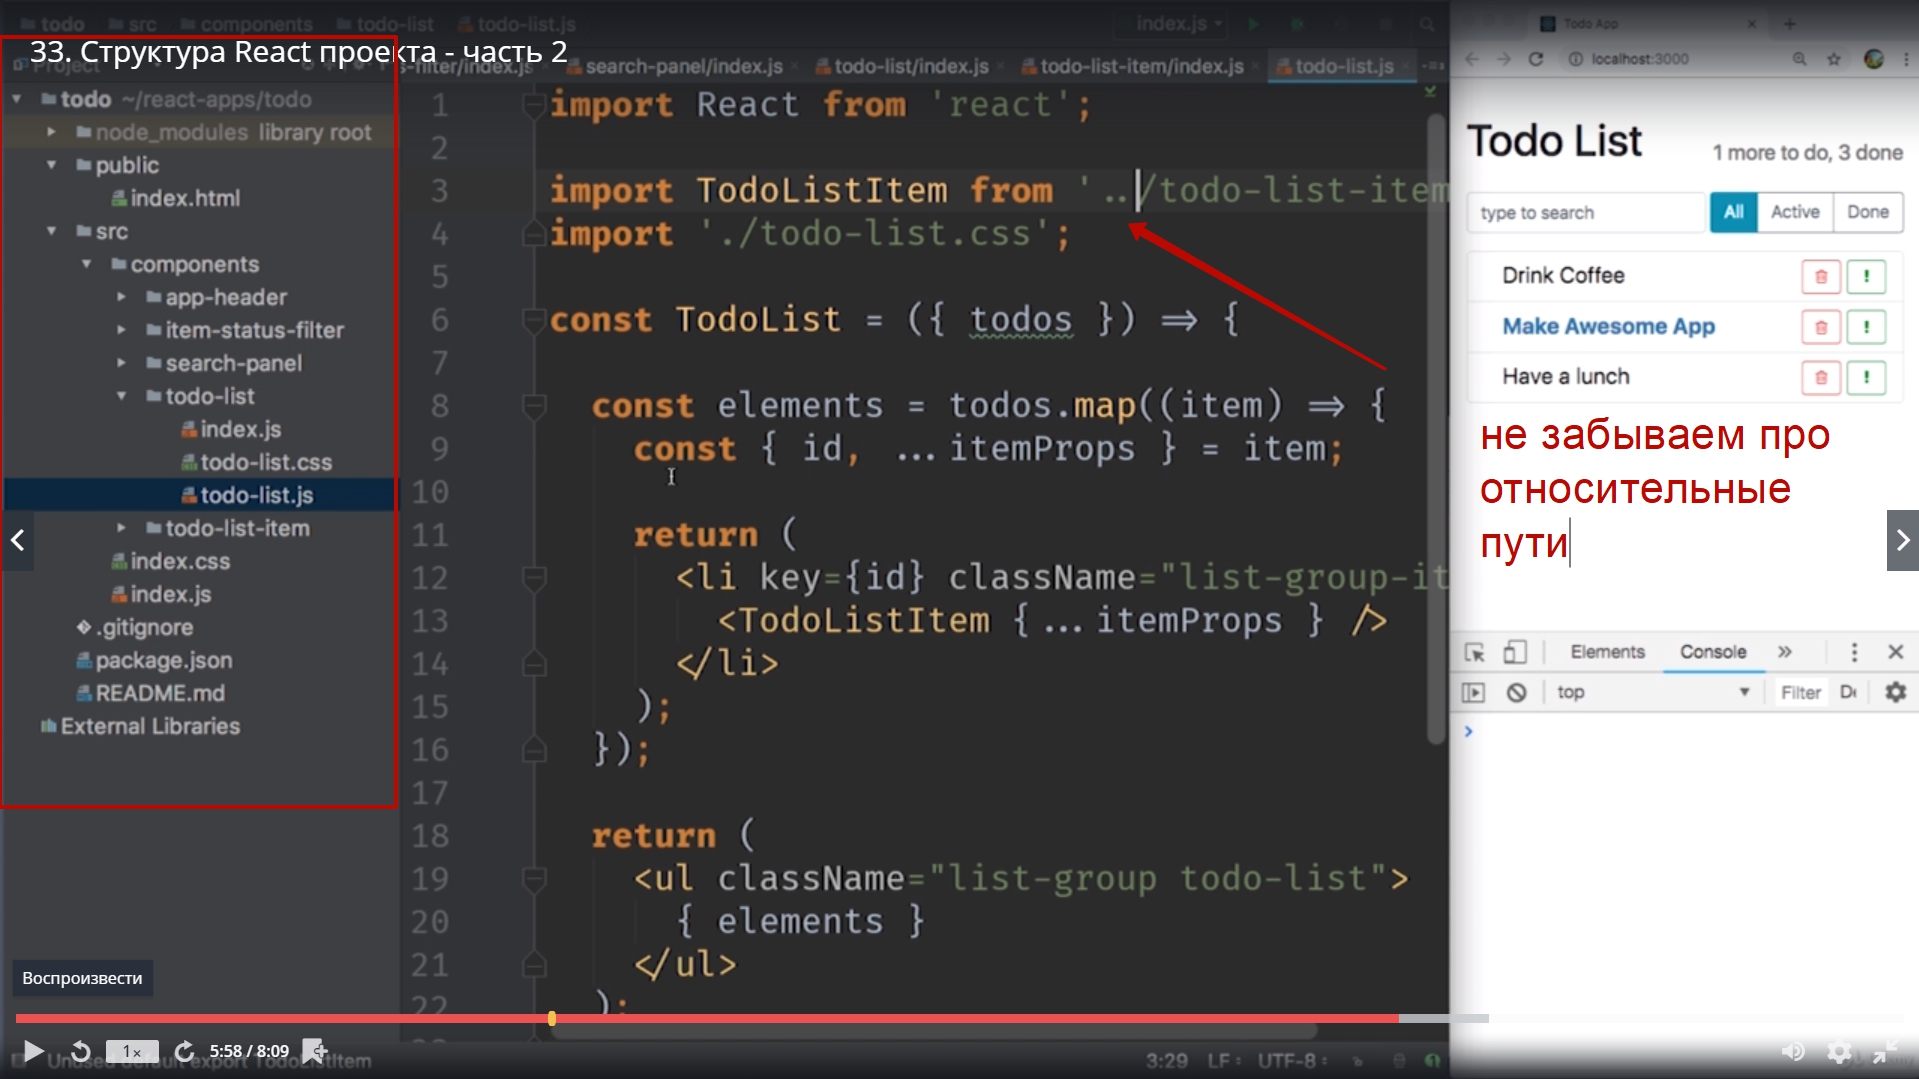 todo src components todo-list todo-list.js
index.js
33. Структура React проекта - часть 2
Project
s-filter/index.js search-panel/index.js todo-list/index.js todo-list-item/index.js todo-list.js
todo ~/react-apps/todo
node_modules library root
public
index.html
src
components
app-header
item-status-filter
search-panel
todo-list
index.js
todo-list.css
todo-list.js
todo-list-item
index.css
index.js
.gitignore
package.json
README.md
External Libraries
1 import React from 'react';
2
3 import TodoListItem from '../todo-list-item
4 import './todo-list.css';
5
6 const TodoList = ({ todos }) => {
7
8 const elements = todos.map((item) => {
9 const { id, ...itemProps } = item;
10
11 return (
12 <li key={id} className="list-group-it
13 <TodoListItem { ...itemProps } />
14 </li>
15 );
16 });
17
18 return (
19 <ul className="list-group todo-list">
20 { elements }
21 </ul>
22 );
23
Todo App
localhost:3000
Todo List
1 more to do, 3 done
type to search All Active Done
Drink Coffee
Make Awesome App
Have a lunch
не забываем про
относительные
пути
Elements Console »
top Filter De
Воспроизвести
1× 5:58 / 8:09
Unused default export TodoListItem
3:29 LF UTF-8